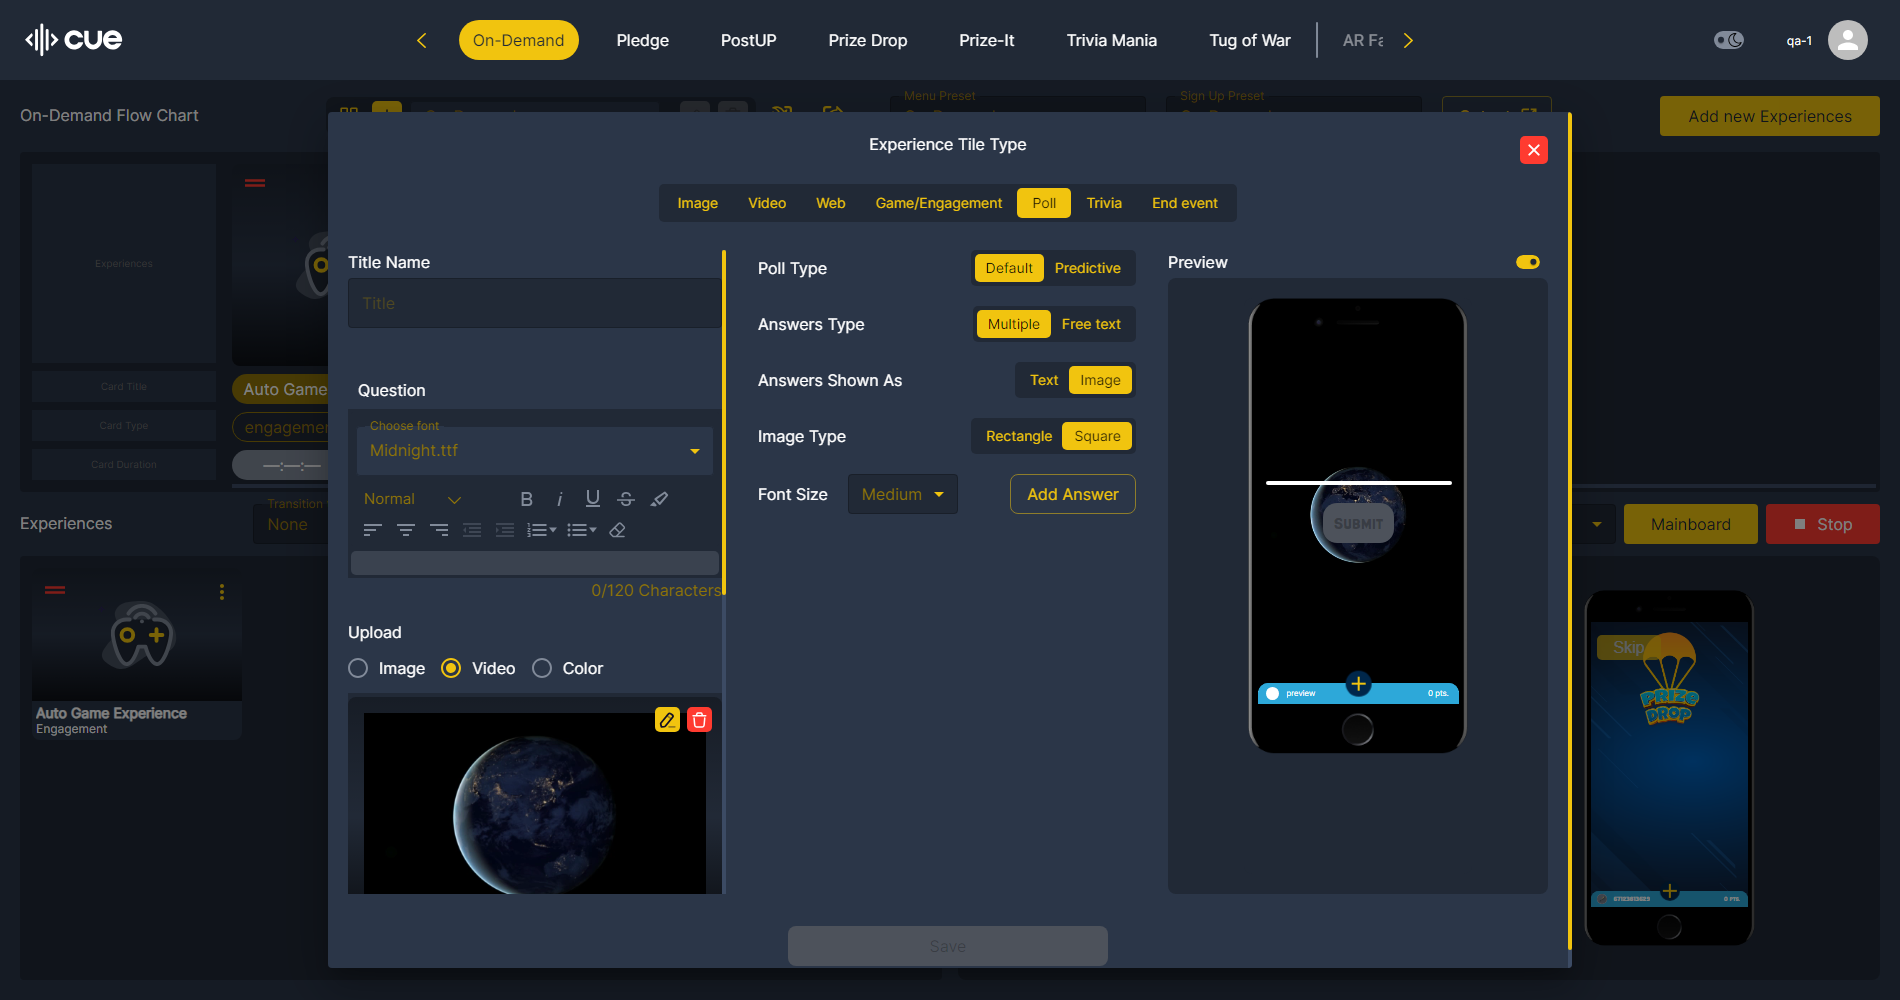 cue
On-Demand
Pledge
PostUP
Prize Drop
Prize-It
Trivia Mania
Tug of War
AR Fa
qa-1
On-Demand Flow Chart
Menu Preset
Sign Up Preset
Add new Experiences
Experience Tile Type
Image
Video
Web
Game/Engagement
Poll
Trivia
End event
Experiences
Card Title
Card Type
Card Duration
Auto Game
engagemen
Title Name
Title
Question
Choose font
Midnight.ttf
Normal
0/120 Characters
Upload
Image
Video
Color
Poll Type
Default
Predictive
Answers Type
Multiple
Free text
Answers Shown As
Text
Image
Image Type
Rectangle
Square
Font Size
Medium
Add Answer
Preview
SUBMIT
preview
0 pts.
Experiences
Transition
None
Mainboard
Stop
Auto Game Experience
Engagement
Skip
PRIZE
DROP
0 PTS.
Save